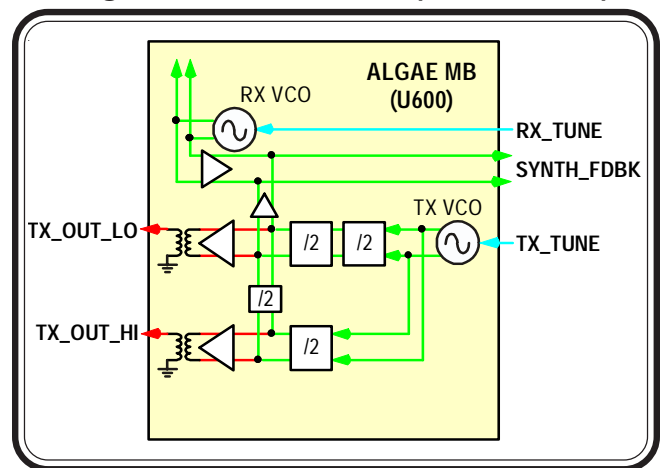 ALGAE MB
(U600)
RX VCO
RX_TUNE
SYNTH_FDBK
TX VCO
TX_OUT_LO
/2
/2
TX_TUNE
/2
TX_OUT_HI
/2